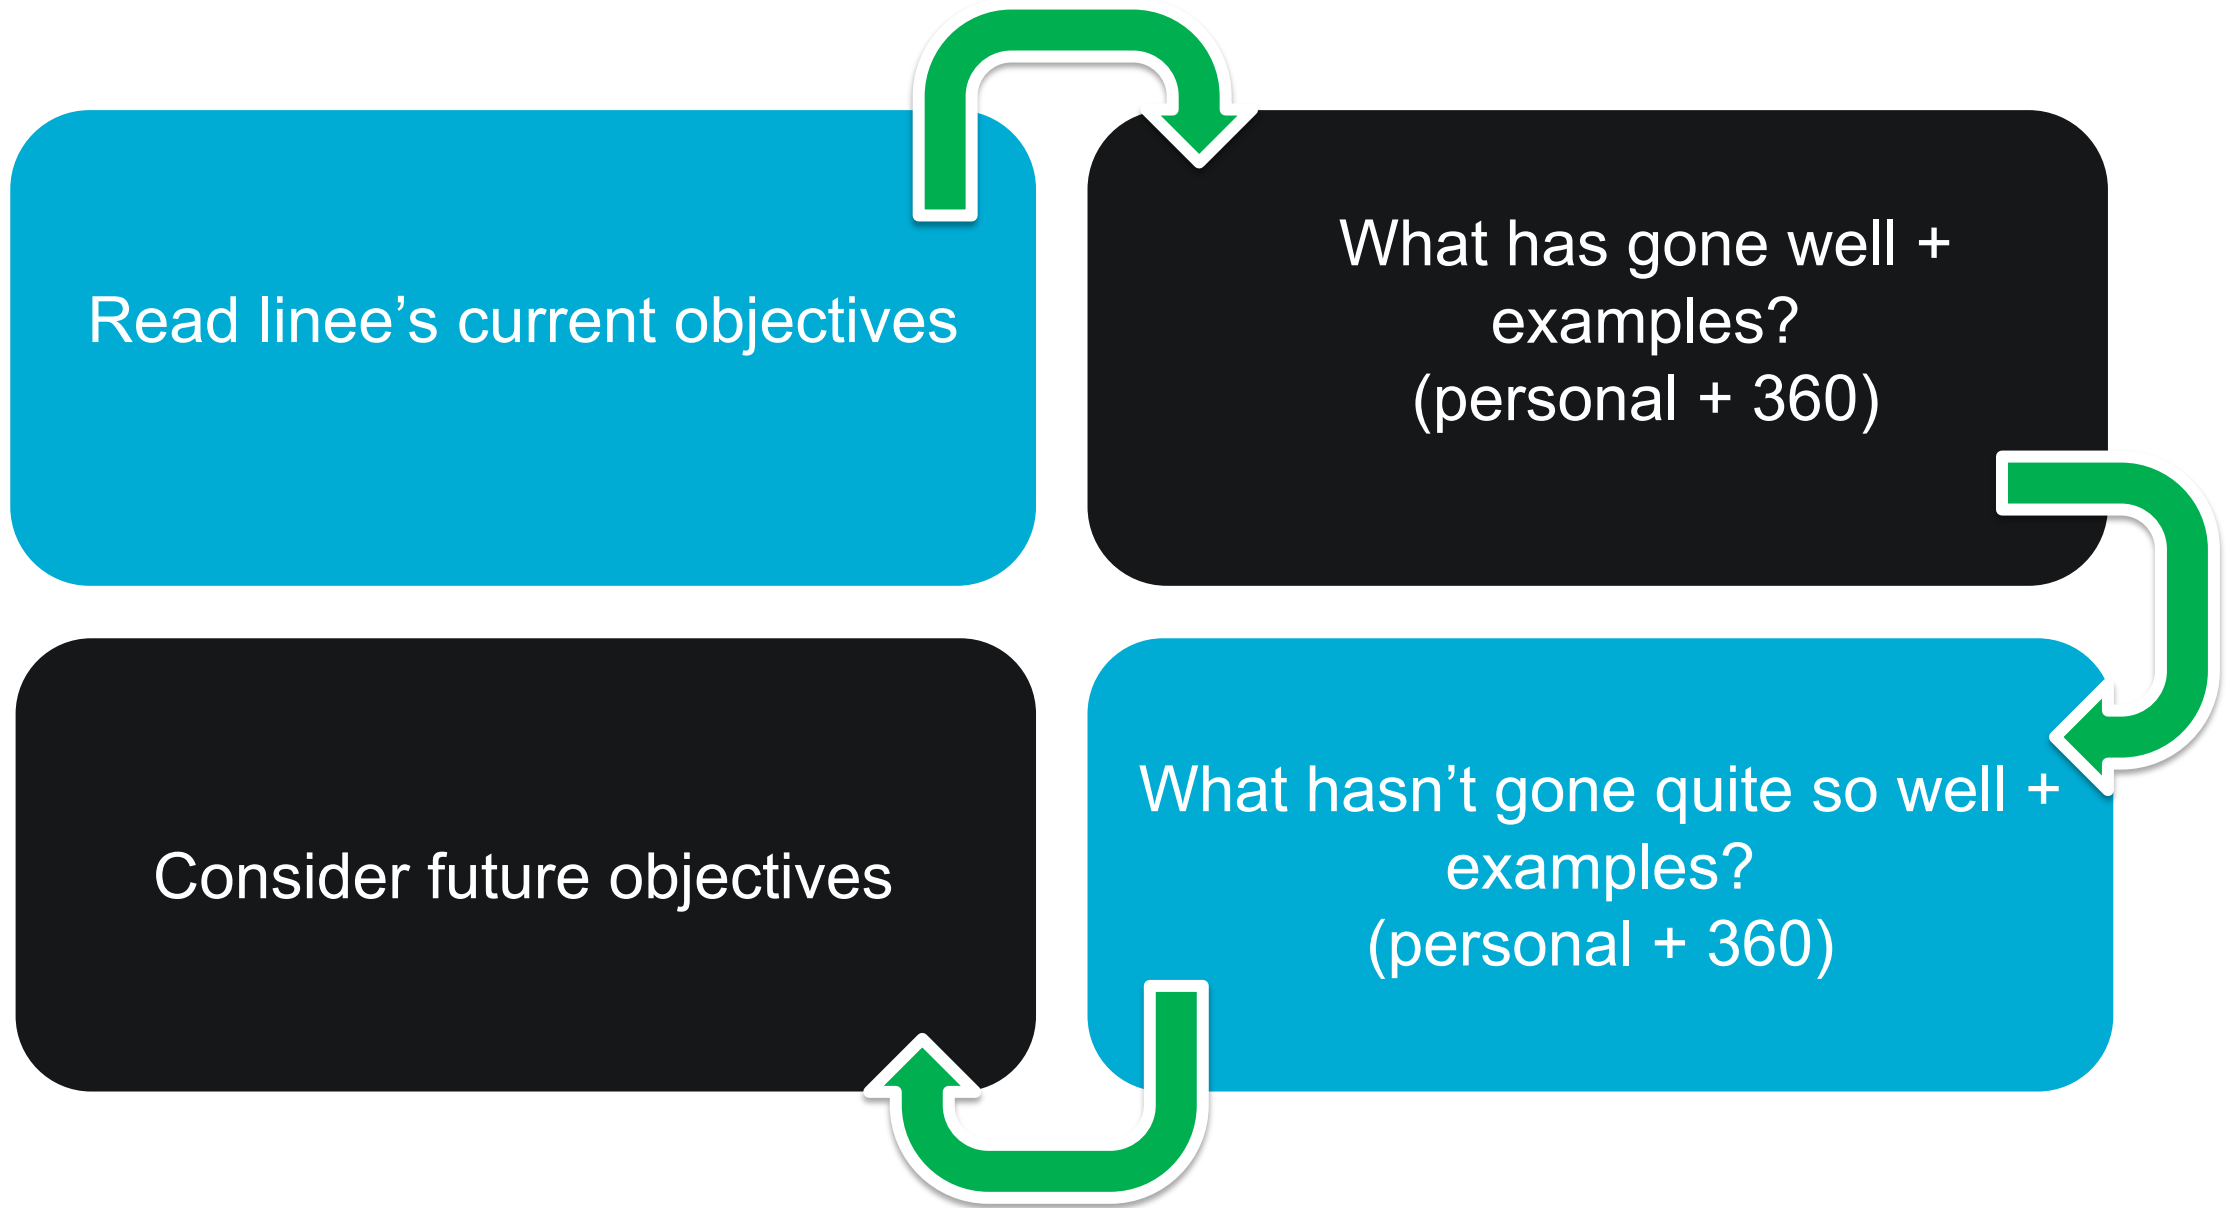 Read linee’s current objectives
What has gone well +
examples?
(personal + 360)
What hasn’t gone quite so well +
examples?
(personal + 360)
Consider future objectives